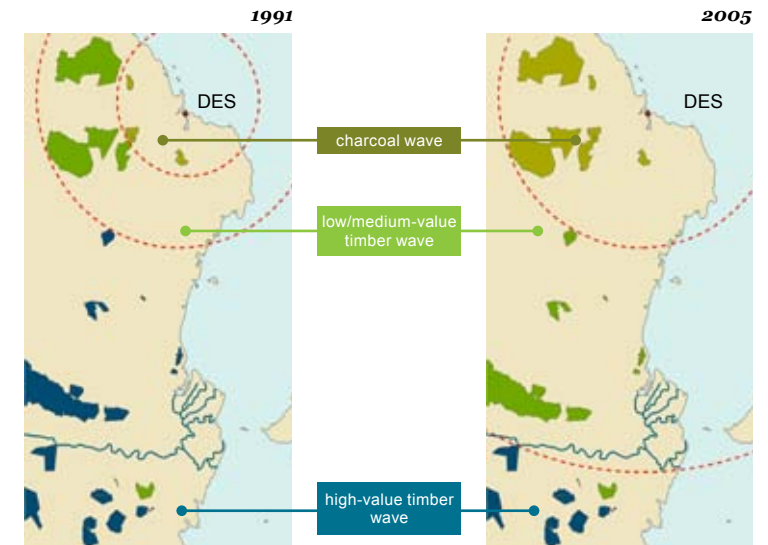 1991
2005
DES
DES
charcoal wave
low/medium-value
timber wave
high-value timber
wave